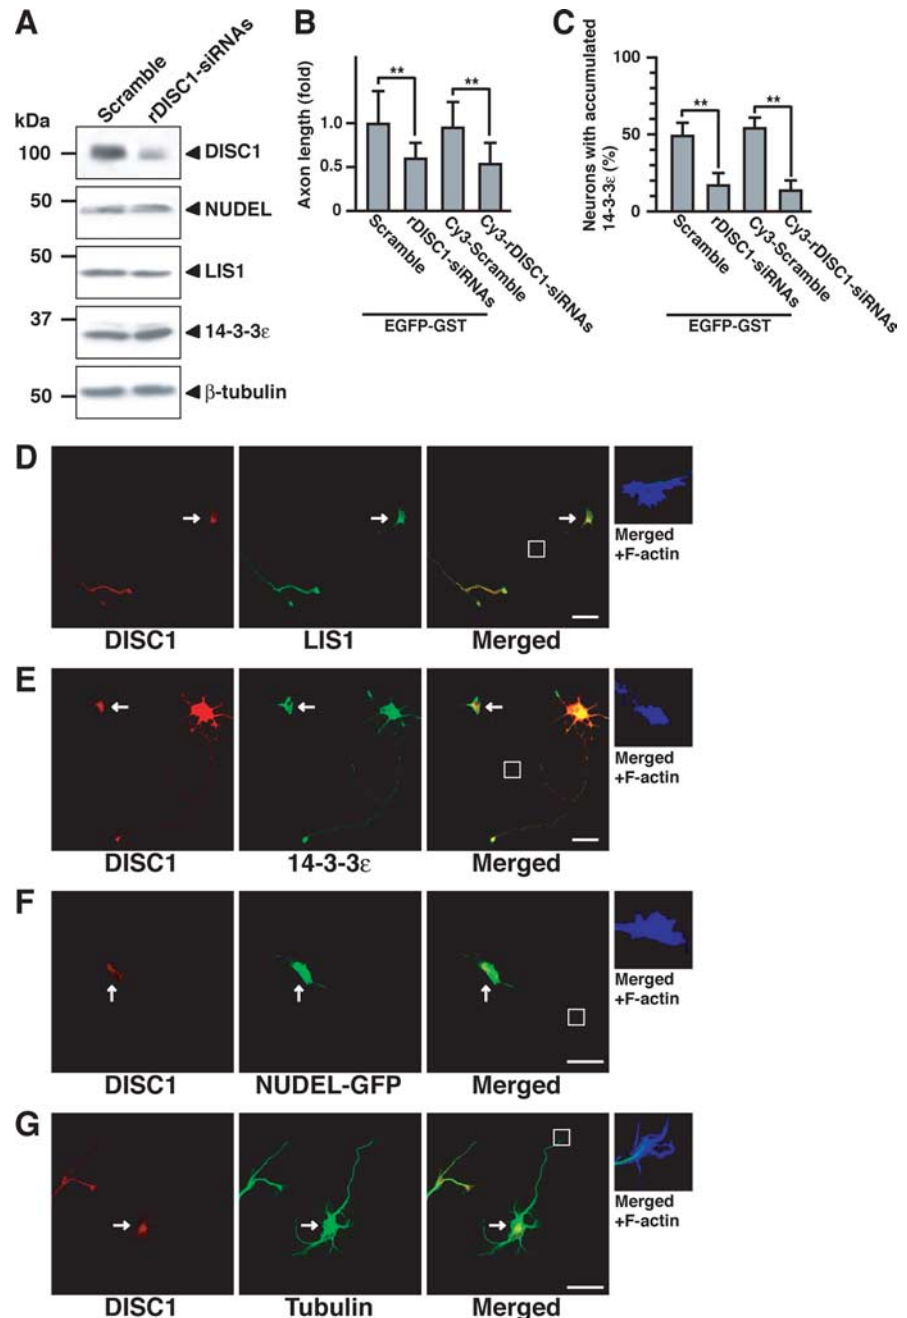 A
Scramble
rDISC1-siRNAs
kDa
100
DISC1
50
NUDEL
50
LIS1
37
14-3-3ε
50
β-tubulin
B
Axon length (fold)
1.0
0.5
0
**
**
Scramble
rDISC1-siRNAs
Cy3-Scramble
Cy3-rDISC1-siRNAs
EGFP-GST
C
Neurons with accumulated
14-3-3ε (%)
100
50
0
**
**
Scramble
rDISC1-siRNAs
Cy3-Scramble
Cy3-rDISC1-siRNAs
EGFP-GST
D
DISC1
LIS1
Merged
Merged
+F-actin
E
DISC1
14-3-3ε
Merged
Merged
+F-actin
F
DISC1
NUDEL-GFP
Merged
Merged
+F-actin
G
DISC1
Tubulin
Merged
Merged
+F-actin